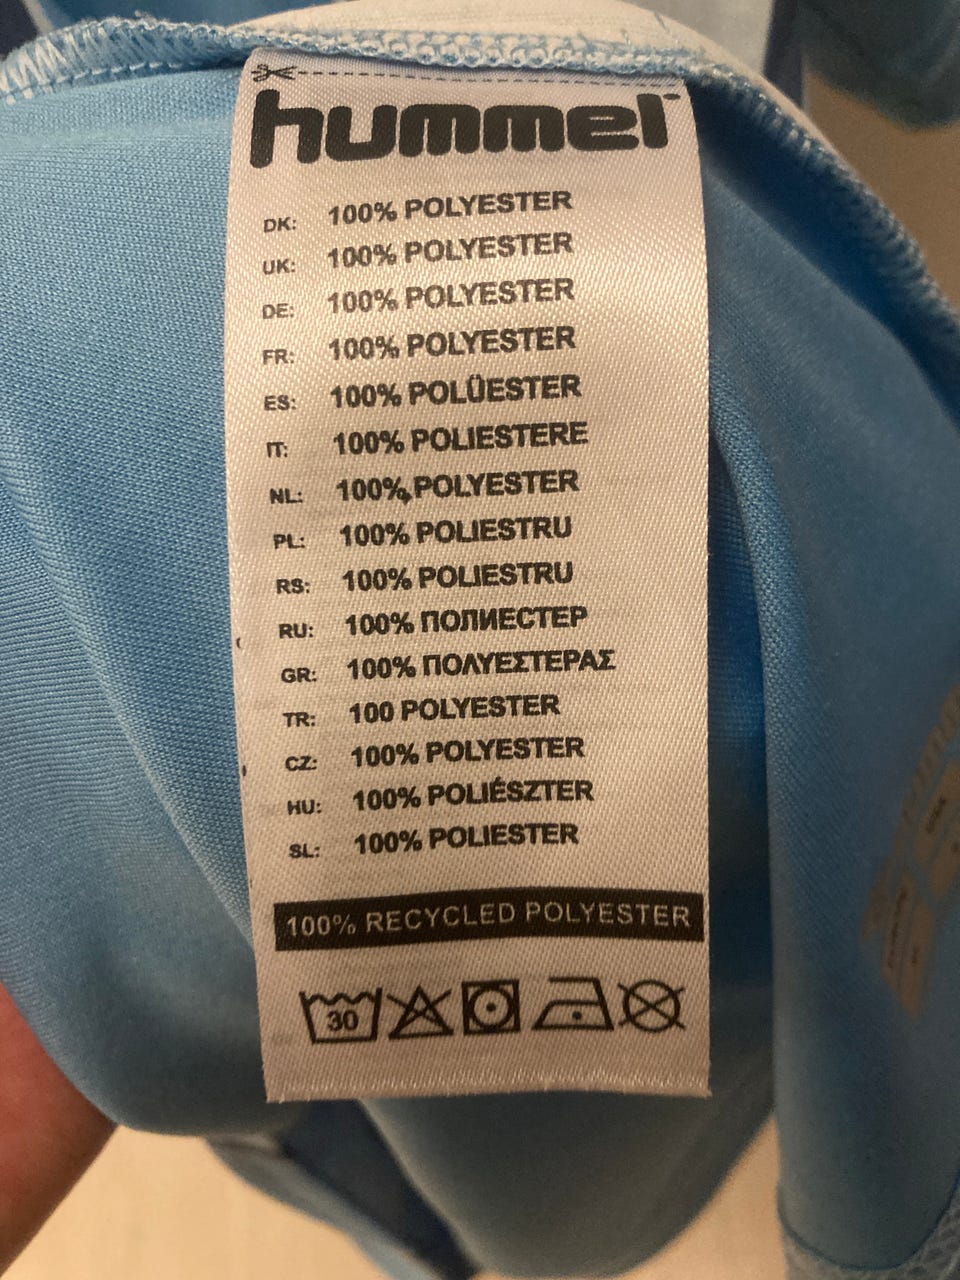 hummel
DK: 100% POLYESTER
UK: 100% POLYESTER
DE: 100% POLYESTER
FR: 100% POLYESTER
ES: 100% POLÜESTER
IT: 100% POLIESTERE
NL: 100% POLYESTER
PL: 100% POLIESTRU
RS: 100% POLIESTRU
RU: 100% ПОЛИЕСТЕР
GR: 100% ΠΟΛΥΕΣΤΕΡΑΣ
TR: 100 POLYESTER
CZ: 100% POLYESTER
HU: 100% POLIÉSZTER
SL: 100% POLIESTER
100% RECYCLED POLYESTER
30